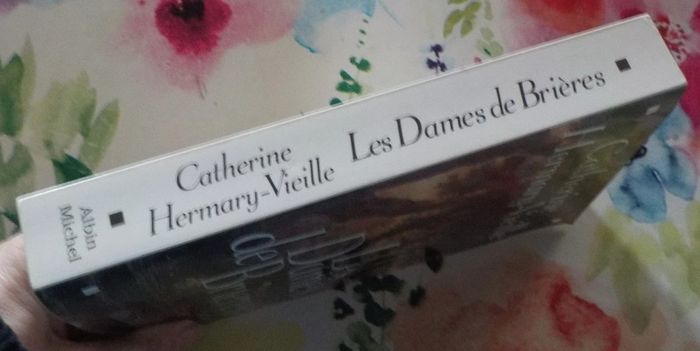 Albin
Michel
Catherine
Hermary-Vieille
Les Dames de Brières